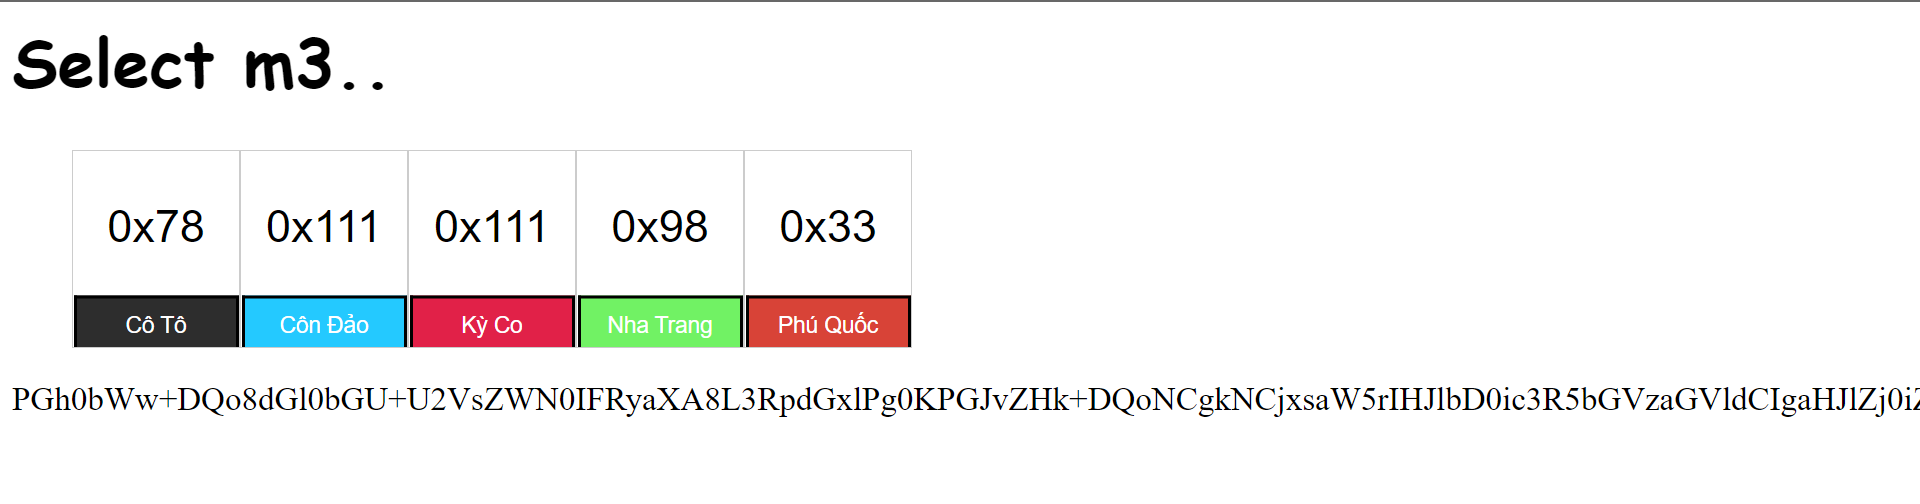 Select m3..
0x78 0x111 0x111 0x98 0x33
Cô Tô Côn Đảo Kỳ Co Nha Trang Phú Quốc
PGh0bWw+DQo8dGl0bGU+U2VsZWN0IFRyaXA8L3RpdGxlPg0KPGJvZHk+DQoNCgkNCjxsaW5rIHJlbD0ic3R5bGVzaGVldCIgaHJlZj0i